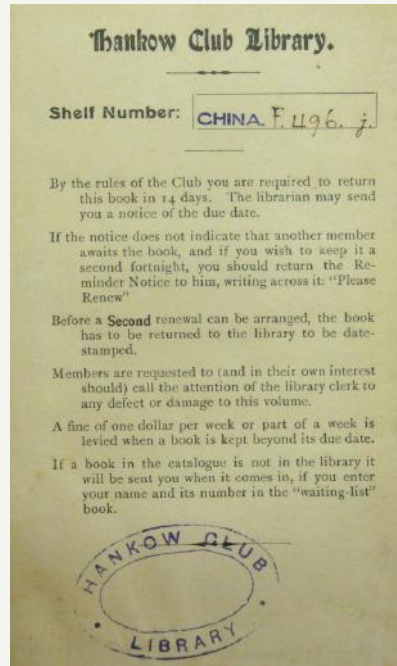 Hankow Club Library.
Shelf Number: CHINA. F. 496. j.
By the rules of the Club you are required to return
this book in 14 days. The librarian may send
you a notice of the due date.
If the notice does not indicate that another member
awaits the book, and if you wish to keep it a
second fortnight, you should return the Re-
minder Notice to him, writing across it: "Please
Renew"
Before a Second renewal can be arranged, the book
has to be returned to the library to be date-
stamped.
Members are requested to (and in their own interest
should) call the attention of the library clerk to
any defect or damage to this volume.
A fine of one dollar per week or part of a week is
levied when a book is kept beyond its due date.
If a book in the catalogue is not in the library it
will be sent you when it comes in, if you enter
your name and its number in the "waiting-list"
book.
HANKOW CLUB
LIBRARY